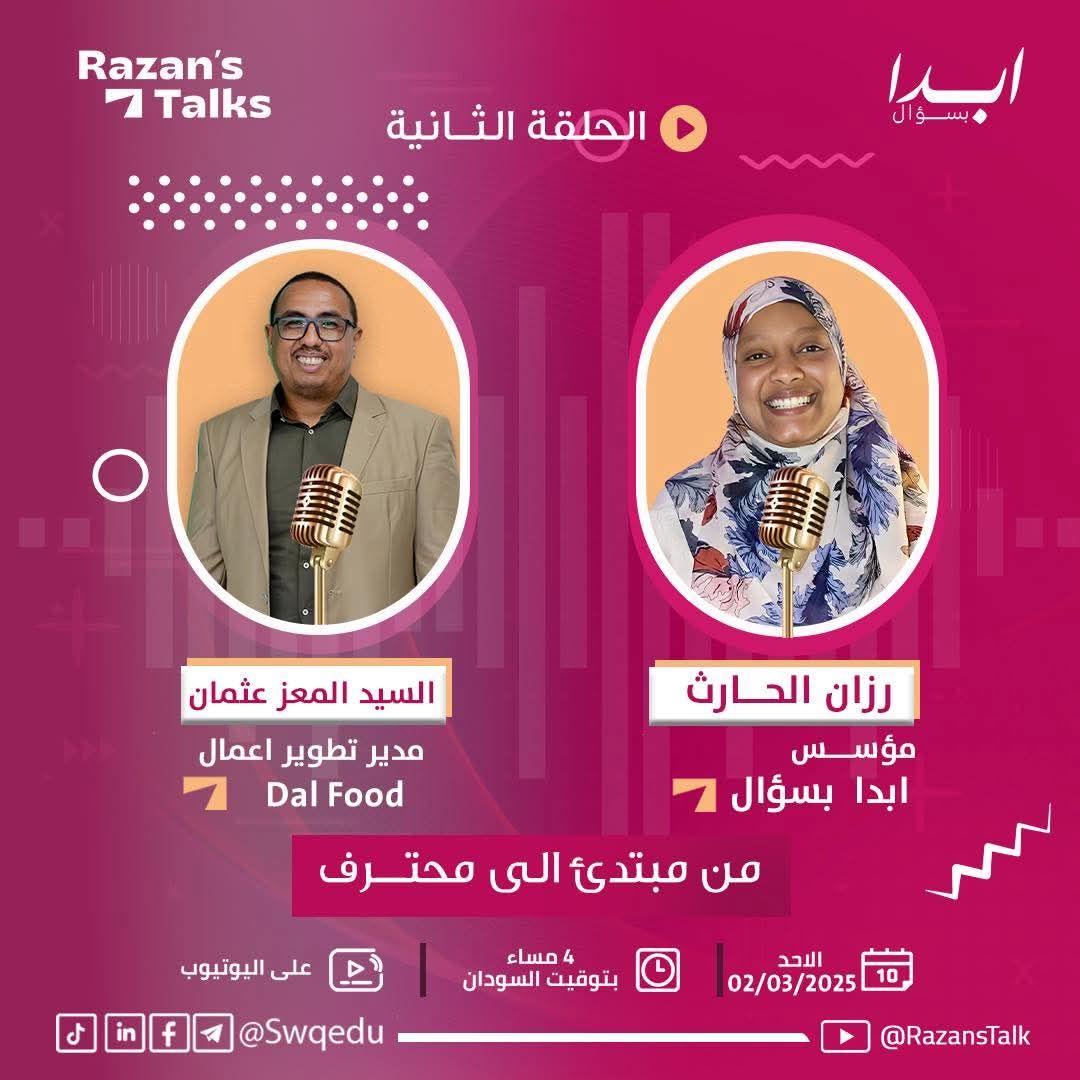 Razan's
Talks
ابدا
بسؤال
الحلقة الثانية
رزان الحارث
مؤسس
ابدا بسؤال
السيد المعز عثمان
مدير تطوير اعمال
Dal Food
من مبتدئ الى محترف
10
الاحد
02/03/2025
4 مساء
بتوقيت السودان
على اليوتيوب
in f @Swqedu
@RazansTalk